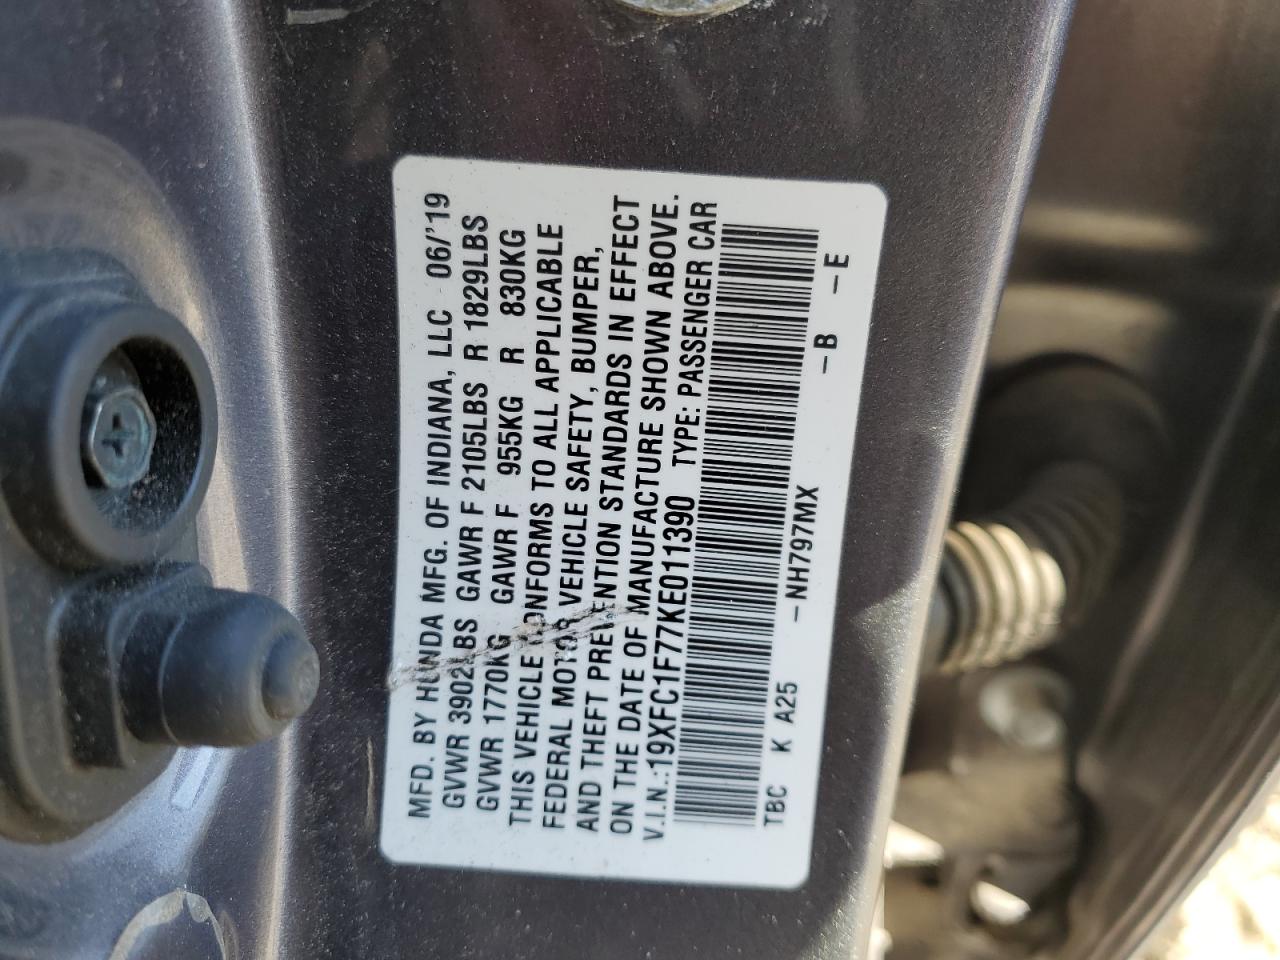 MFD. BY HONDA MFG. OF INDIANA, LLC 06/'19
GVWR 3902LBS GAWR F 2105LBS R 1829LBS
GVWR 1770KG GAWR F 955KG R 830KG
THIS VEHICLE CONFORMS TO ALL APPLICABLE
FEDERAL MOTOR VEHICLE SAFETY, BUMPER,
AND THEFT PREVENTION STANDARDS IN EFFECT
ON THE DATE OF MANUFACTURE SHOWN ABOVE.
V.I.N.:19XFC1F77KE011390 TYPE: PASSENGER CAR
TBC K A25 –NH797MX –B –E